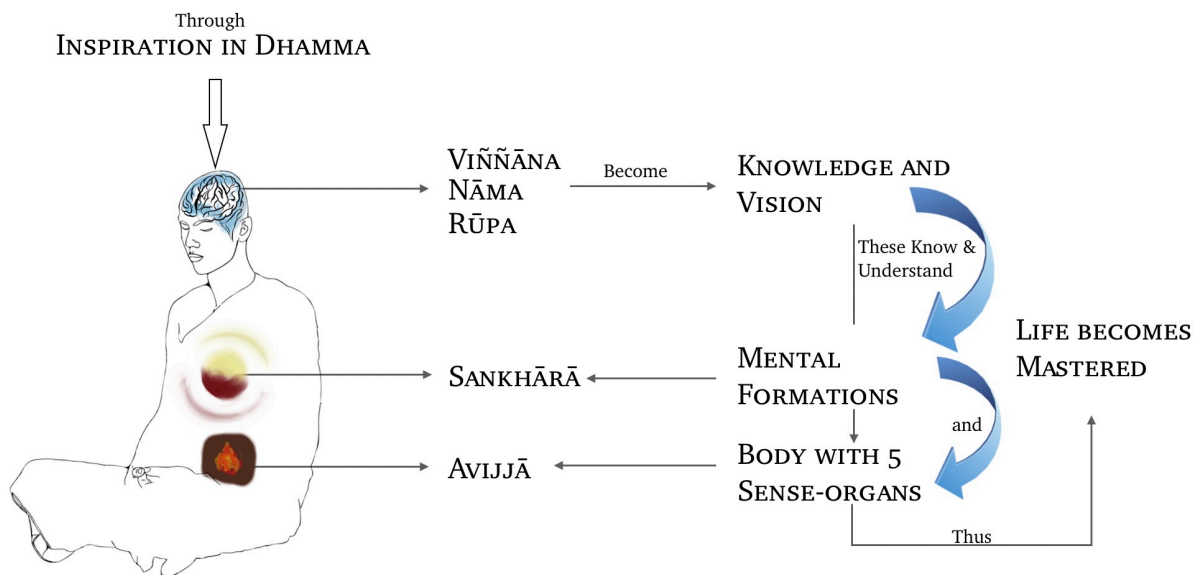 Through
Inspiration in Dhamma
Viññāna
Nāma
Rūpa
Become
Knowledge and
Vision
These Know &
Understand
Life becomes
Mastered
Mental
Formations
Sankhārā
and
Body with 5
Sense-organs
Avijjā
Thus